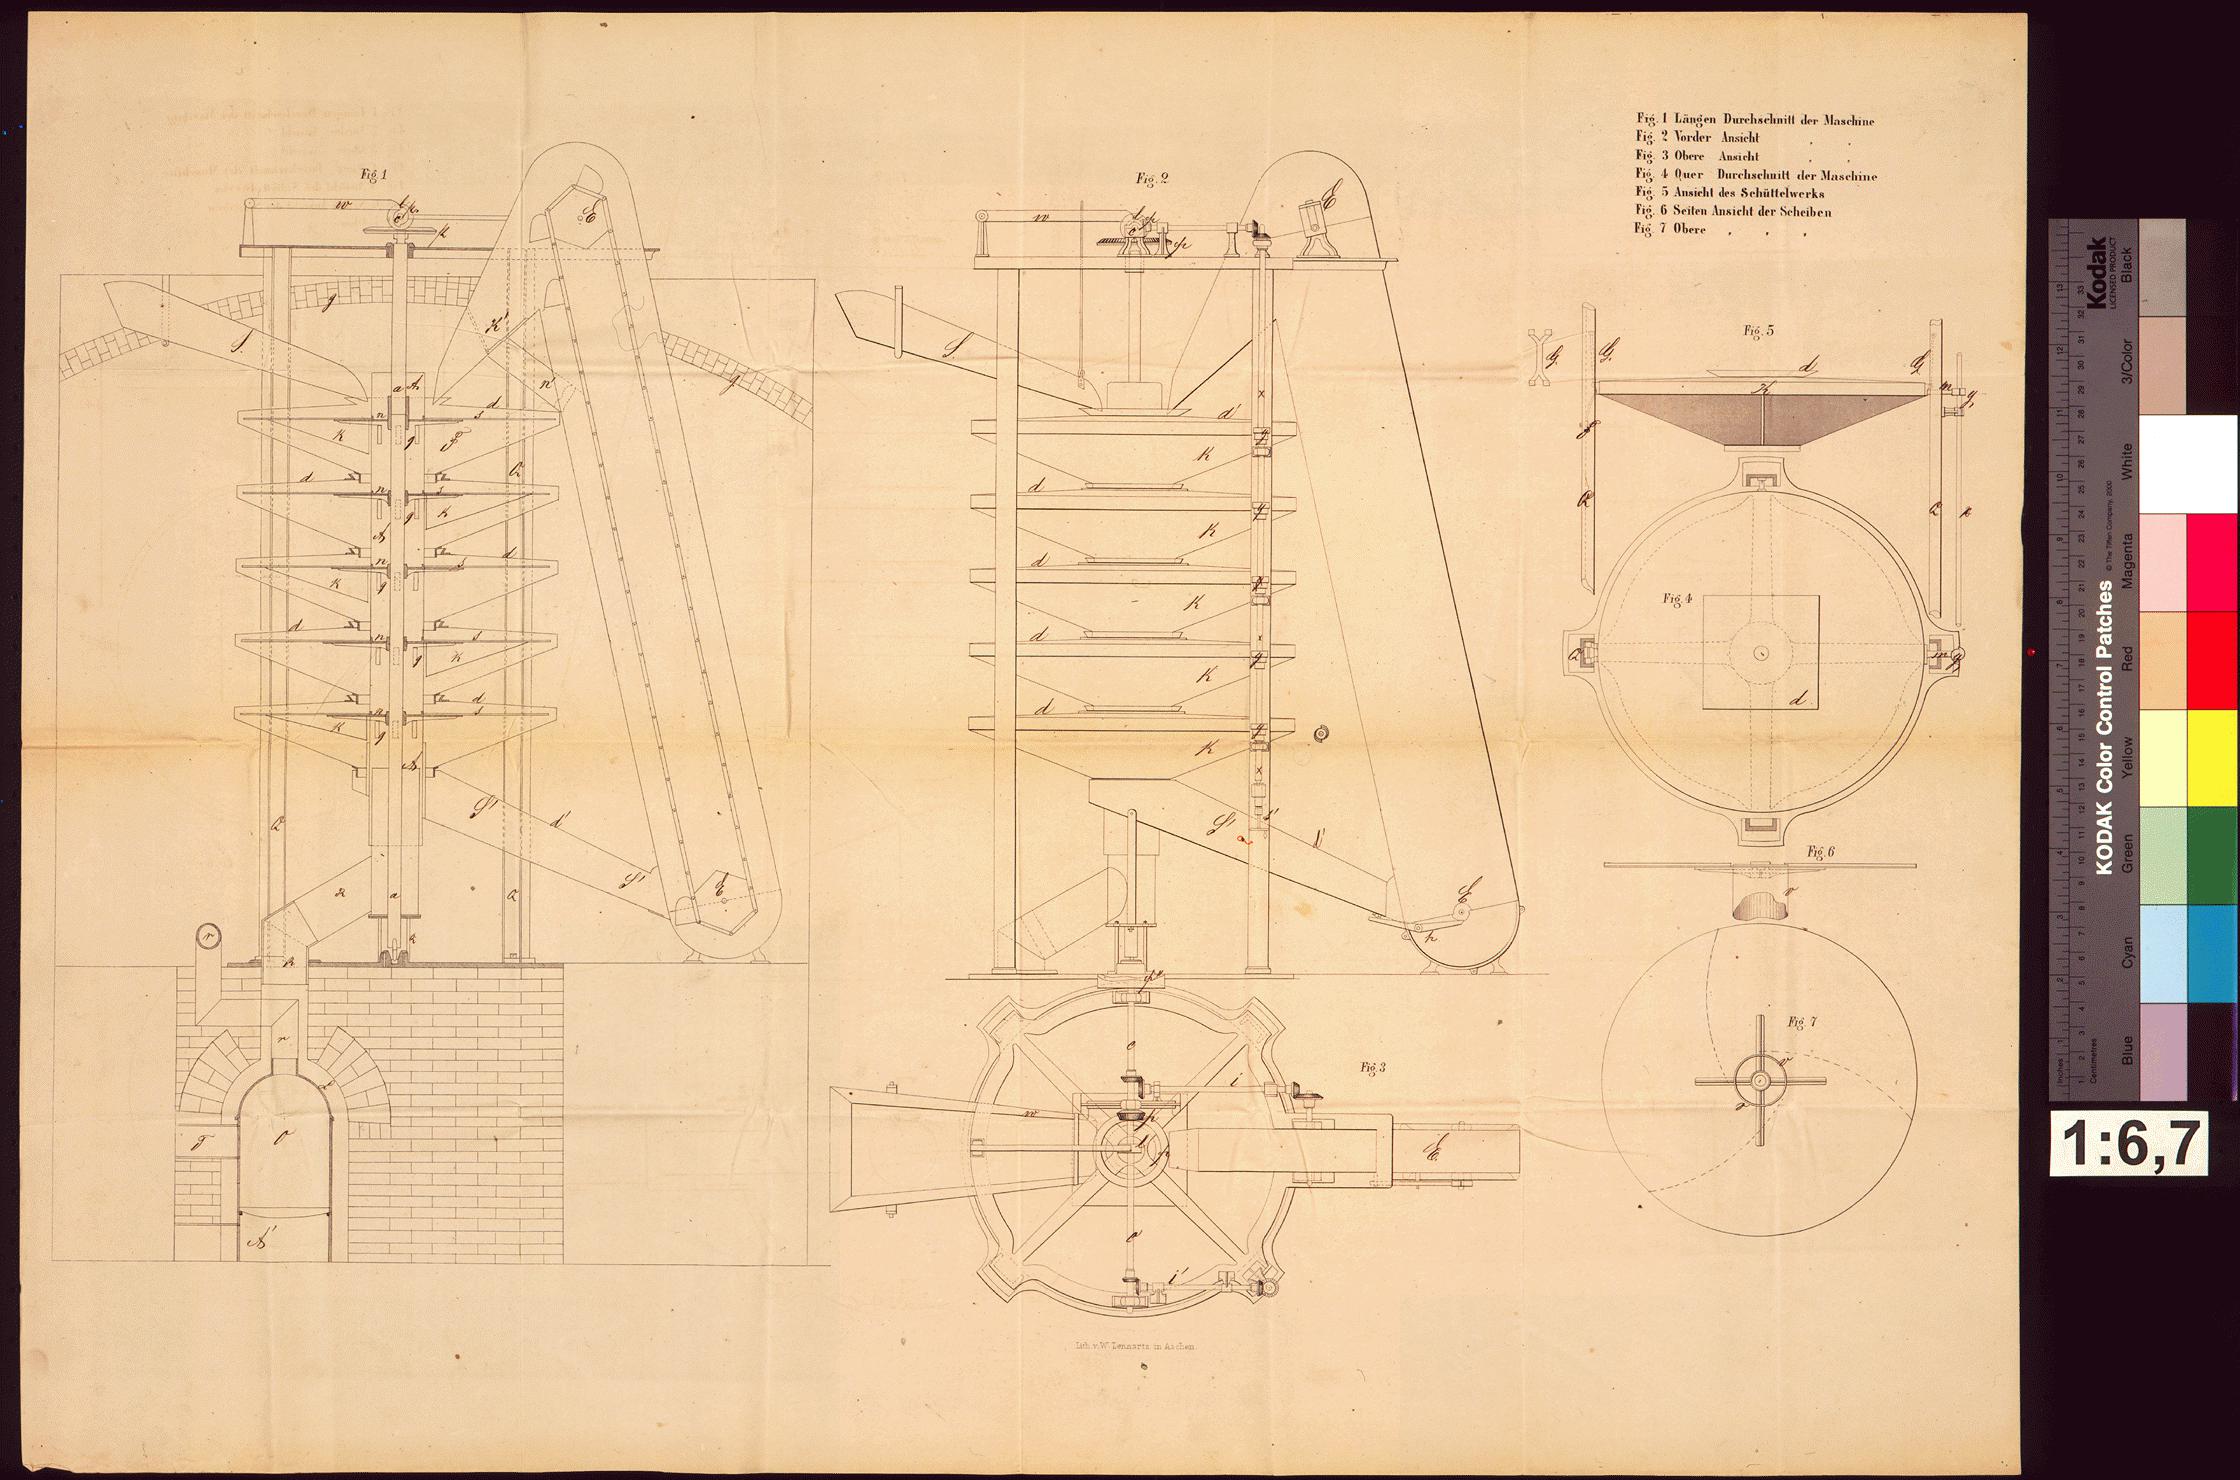 Fig. 1 Längen Durchschnitt der Maschine
Fig. 2 Vorder Ansicht " "
Fig. 3 Obere Ansicht " "
Fig. 4 Quer Durchschnitt der Maschine
Fig. 5 Ansicht des Schüttelwerks
Fig. 6 Seiten Ansicht der Scheiben
Fig. 7 Obere " " "
Fig. 1
w
E
g
S.
K'
n'
a
d
s
n
K
q
Q
d
n
s
q
K
n
d
s
K
q
d
n
s
q
K
d
n
s
K
q
Q
S'
d'
S'
E
a
Q
r
r
T
O
A'
Fig. 2
w
E
S.
x
d'
g
K
d
g
K
d
g
K
d
x
g
K
d
g
K
x
S'
E
Fig. 3
o
i
w
E
o
i'
Lith. v. W. Lennartz in Aachen.
Fig. 5
G.
G.
d
G
K
m
g
Q
Q
Fig. 4
Q
m
d
Fig. 6
v
Fig. 7
v
Kodak
LICENSED PRODUCT
KODAK Color Control Patches
© The Tiffen Company, 2000
Black
3/Color
White
Magenta
Red
Yellow
Green
Cyan
Blue
Inches
Centimetres
1:6,7